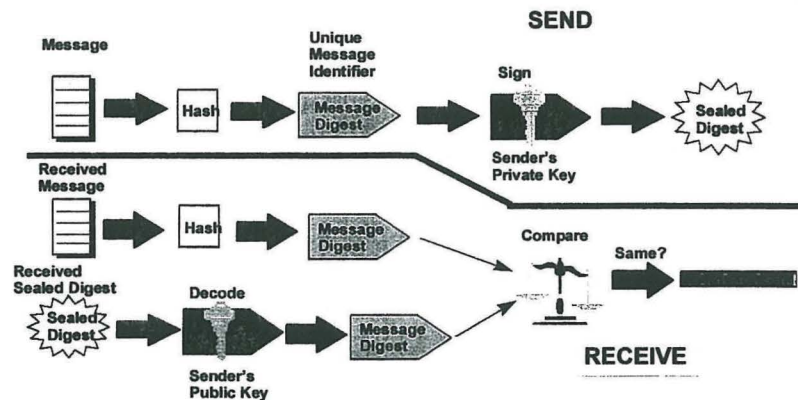 SEND
Message
Unique
Message
Identifier
Sign
Hash
Message
Digest
Sealed
Digest
Sender's
Private Key
Received
Message
Hash
Message
Digest
Compare
Same?
Received
Sealed Digest
Sealed
Digest
Decode
Message
Digest
Sender's
Public Key
RECEIVE